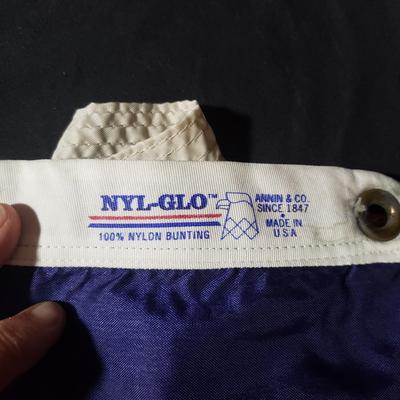 NYL-GLO™
100% NYLON BUNTING
ANNIN & CO.
SINCE 1847
•
MADE IN
U S A